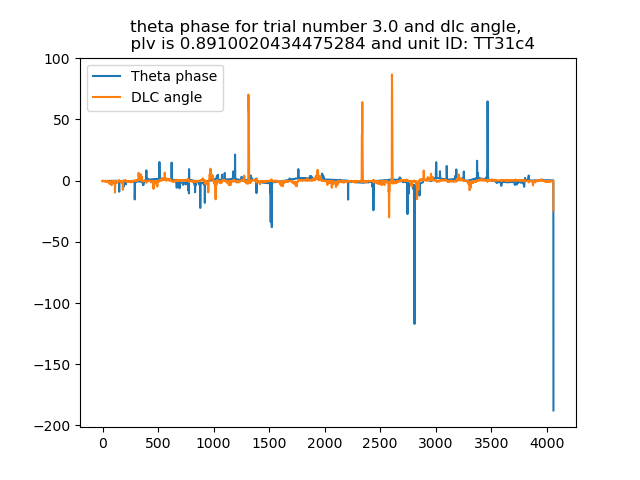 theta phase for trial number 3.0 and dlc angle,
plv is 0.8910020434475284 and unit ID: TT31c4
Theta phase
DLC angle
100
50
0
−50
−100
−150
−200
0 500 1000 1500 2000 2500 3000 3500 4000